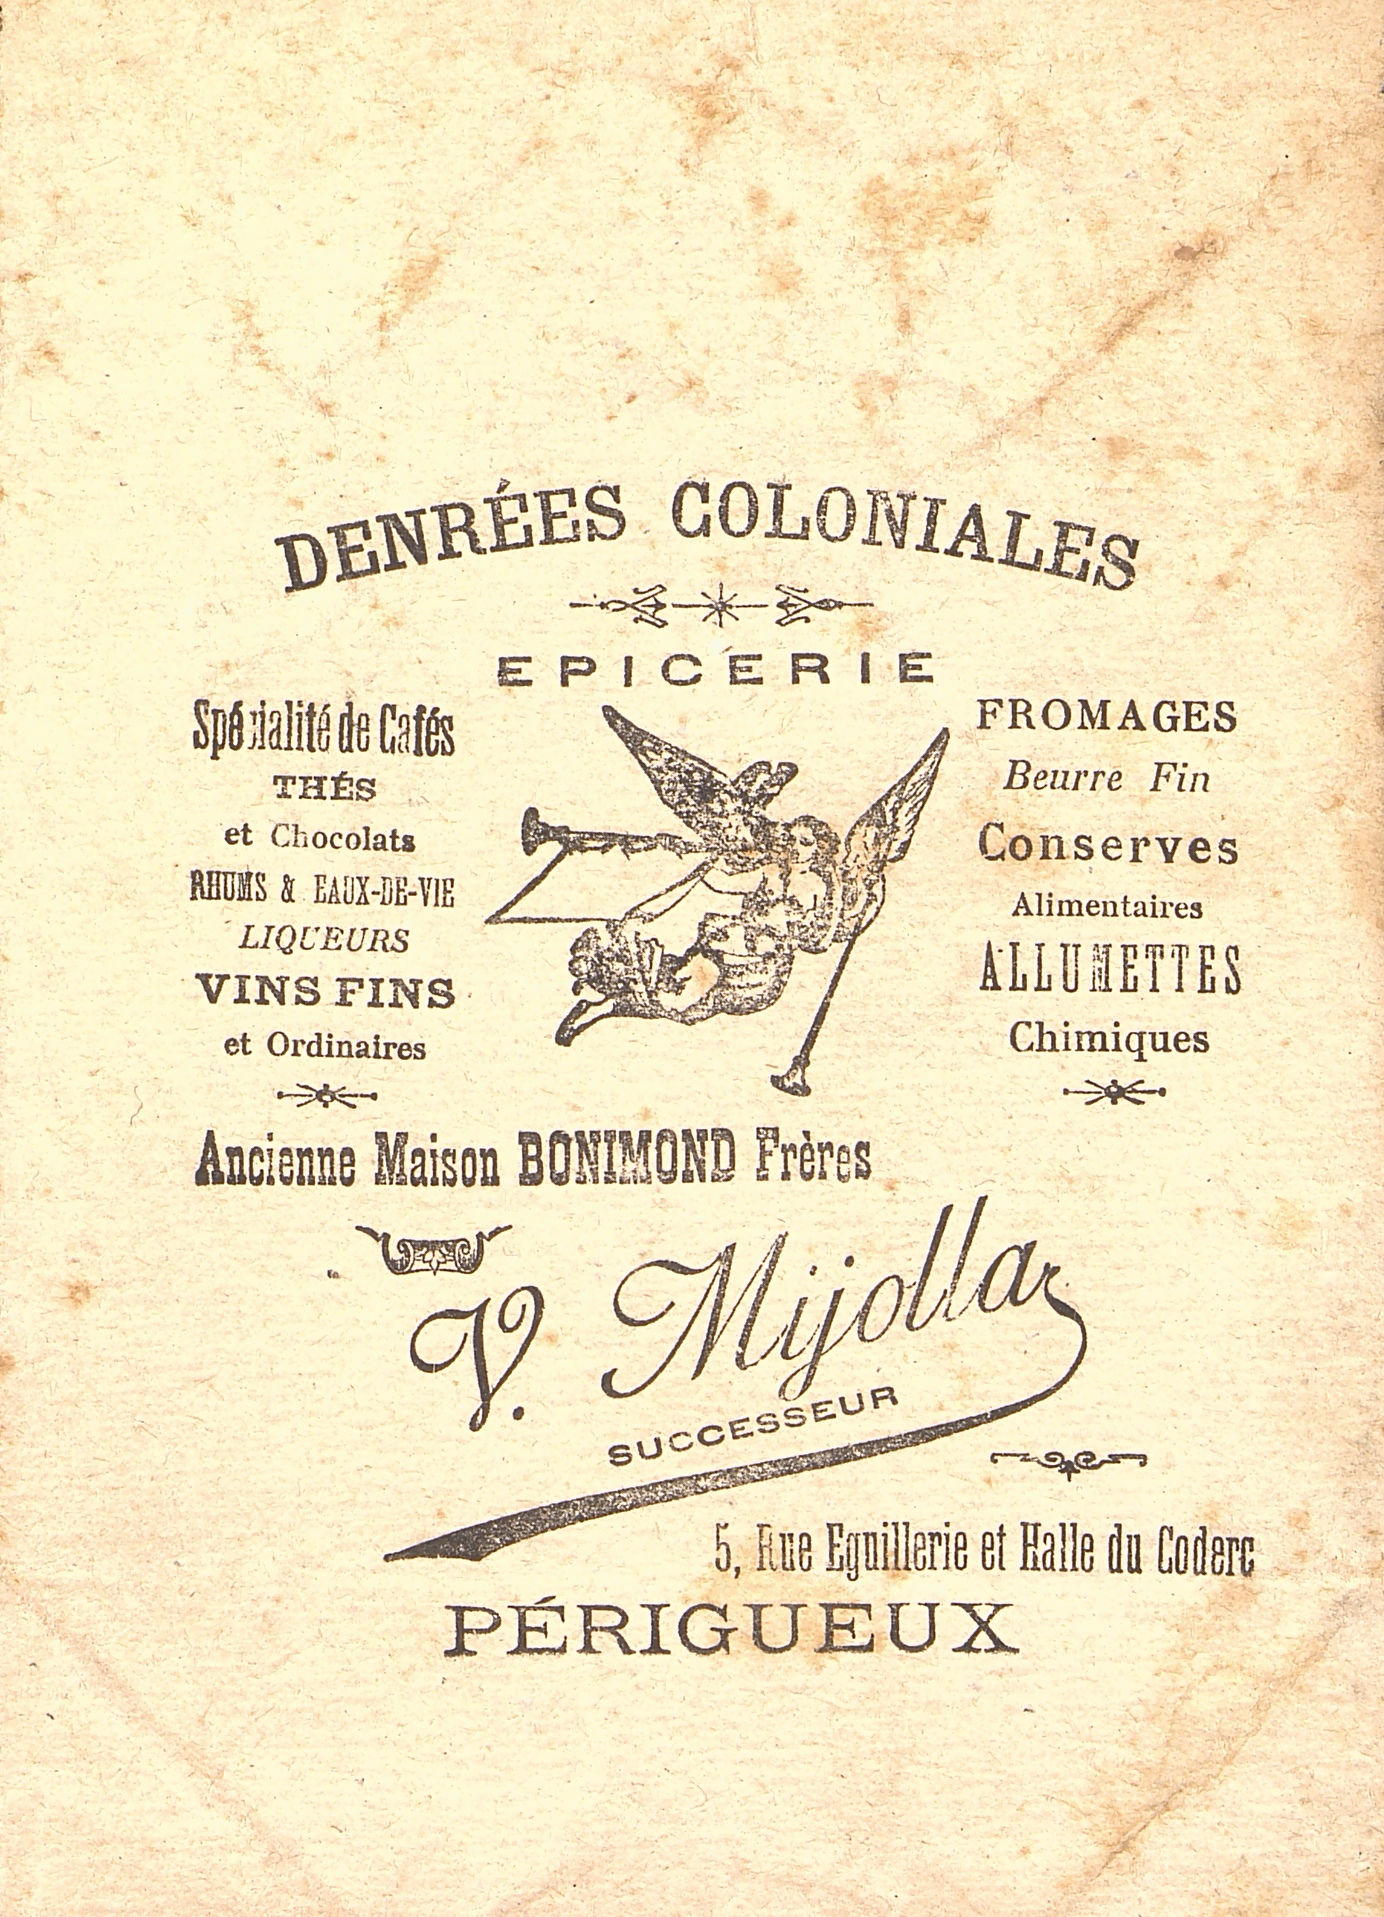 DENRÉES COLONIALES
EPICERIE
Spécialité de Cafés
THÉS
et Chocolats
RHUMS & EAUX-DE-VIE
LIQUEURS
VINS FINS
et Ordinaires
FROMAGES
Beurre Fin
Conserves
Alimentaires
ALLUMETTES
Chimiques
Ancienne Maison BONIMOND Frères
V. Mijolla
SUCCESSEUR
5, Rue Eguillerie et Halle du Coderc
PÉRIGUEUX